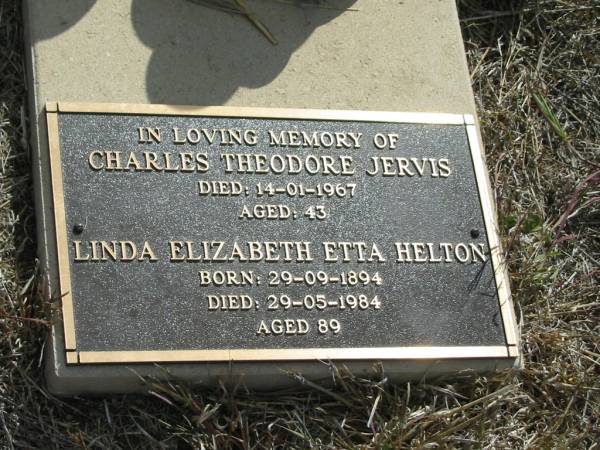 IN LOVING MEMORY OF
CHARLES THEODORE JERVIS
DIED: 14-01-1967
AGED: 43
LINDA ELIZABETH ETTA HELTON
BORN: 29-09-1894
DIED: 29-05-1984
AGED 89